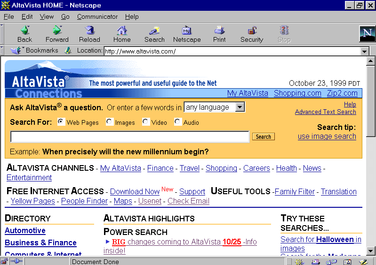 AltaVista HOME - Netscape
File Edit View Go Communicator Help
Back Forward Reload Home Search Netscape Print Security Stop
Bookmarks Location: http://www.altavista.com/
AltaVista Connections
The most powerful and useful guide to the Net
October 23, 1999 PDT
My AltaVista Shopping.com Zip2.com
Ask AltaVista® a question. Or enter a few words in any language
Help
Advanced Text Search
Search For: Web Pages Images Video Audio
Search
Search tip:
use image search
Example: When precisely will the new millennium begin?
ALTAVISTA CHANNELS - My AltaVista - Finance - Travel - Shopping - Careers - Health - News - Entertainment
FREE INTERNET ACCESS - Download Now New - Support USEFUL TOOLS - Family Filter - Translation
- Yellow Pages - People Finder - Maps - Usenet - Check Email
DIRECTORY
Automotive
Business & Finance
Computers & Internet
ALTAVISTA HIGHLIGHTS
POWER SEARCH
BIG changes coming to AltaVista 10/25 -Info inside!
TRY THESE SEARCHES...
Search for Halloween in images
Document Done